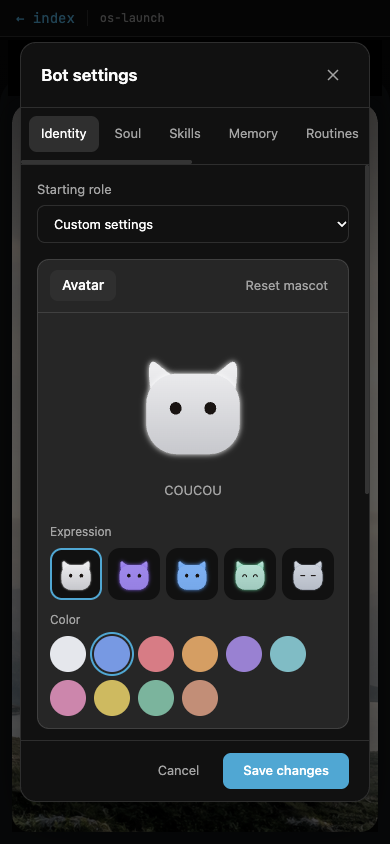 ← index
os-launch
Bot settings
Identity Soul Skills Memory Routines
Starting role
Custom settings
Avatar
Reset mascot
COUCOU
Expression
Color
Cancel
Save changes